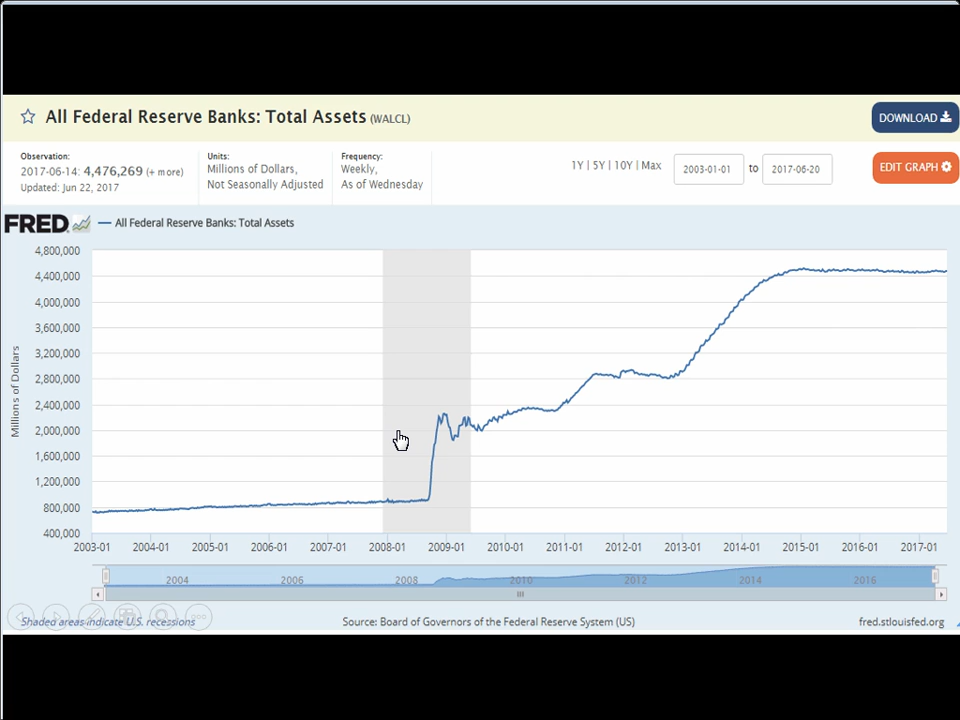 All Federal Reserve Banks: Total Assets (WALCL)
DOWNLOAD
Observation:
2017-06-14: 4,476,269 (+ more)
Updated: Jun 22, 2017
Units:
Millions of Dollars,
Not Seasonally Adjusted
Frequency:
Weekly,
As of Wednesday
1Y | 5Y | 10Y | Max
2003-01-01 to 2017-06-20
EDIT GRAPH
FRED
All Federal Reserve Banks: Total Assets
Millions of Dollars
4,800,000
4,400,000
4,000,000
3,600,000
3,200,000
2,800,000
2,400,000
2,000,000
1,600,000
1,200,000
800,000
400,000
2003-01 2004-01 2005-01 2006-01 2007-01 2008-01 2009-01 2010-01 2011-01 2012-01 2013-01 2014-01 2015-01 2016-01 2017-01
2004 2006 2008 2010 2012 2014 2016
Shaded areas indicate U.S. recessions
Source: Board of Governors of the Federal Reserve System (US)
fred.stlouisfed.org